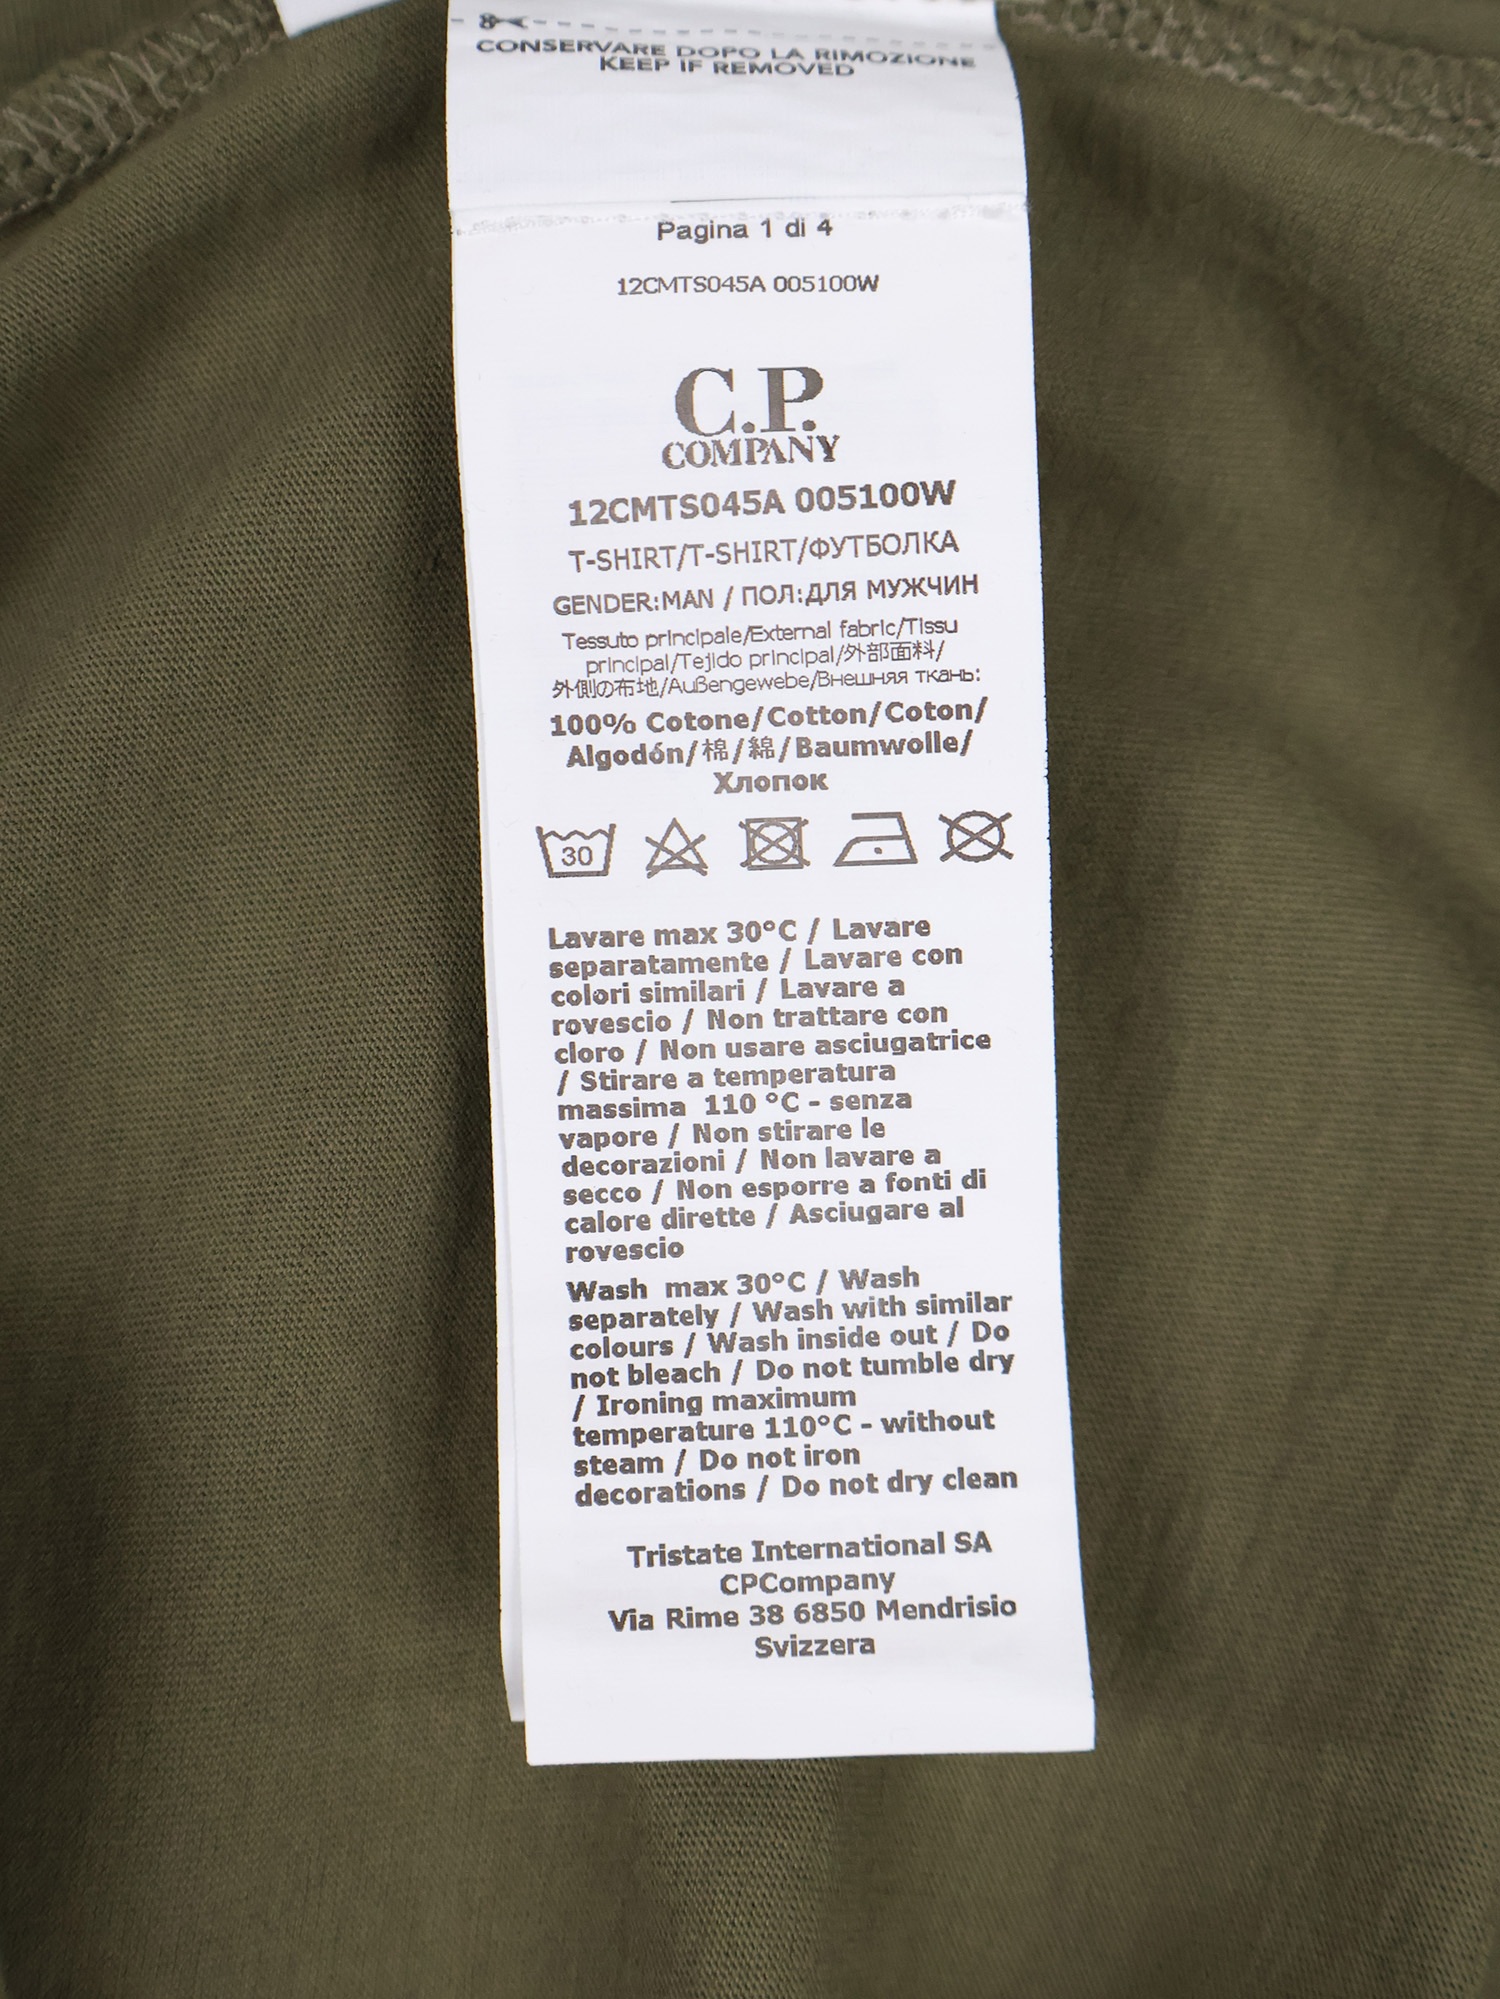 CONSERVARE DOPO LA RIMOZIONE
KEEP IF REMOVED
Pagina 1 di 4
12CMTS045A 005100W
C.P.
COMPANY
12CMTS045A 005100W
T-SHIRT/T-SHIRT/ФУТБОЛКА
GENDER:MAN / ПОЛ:ДЛЯ МУЖЧИН
Tessuto principale/External fabric/Tissu
principal/Tejido principal/外部面料/
外側の布地/Außengewebe/Внешняя ткань:
100% Cotone/Cotton/Coton/
Algodón/棉/綿/Baumwolle/
Хлопок
30
Lavare max 30°C / Lavare
separatamente / Lavare con
colori similari / Lavare a
rovescio / Non trattare con
cloro / Non usare asciugatrice
/ Stirare a temperatura
massima 110 °C - senza
vapore / Non stirare le
decorazioni / Non lavare a
secco / Non esporre a fonti di
calore dirette / Asciugare al
rovescio
Wash max 30°C / Wash
separately / Wash with similar
colours / Wash inside out / Do
not bleach / Do not tumble dry
/ Ironing maximum
temperature 110°C - without
steam / Do not iron
decorations / Do not dry clean
Tristate International SA
CPCompany
Via Rime 38 6850 Mendrisio
Svizzera